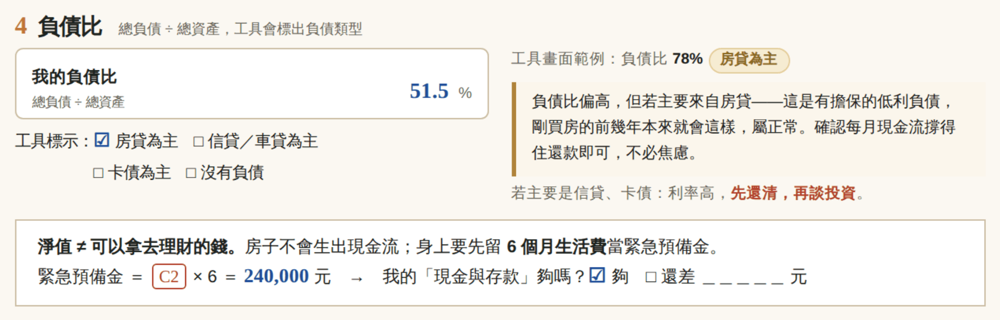 4 負債比 總負債 ÷ 總資產，工具會標出負債類型
我的負債比
總負債 ÷ 總資產
51.5 %
工具標示：☑ 房貸為主 □ 信貸／車貸為主
□ 卡債為主 □ 沒有負債
工具畫面範例：負債比 78% 房貸為主
負債比偏高，但若主要來自房貸——這是有擔保的低利負債，
剛買房的前幾年本來就會這樣，屬正常。確認每月現金流撐得
住還款即可，不必焦慮。
若主要是信貸、卡債：利率高，先還清，再談投資。
淨值 ≠ 可以拿去理財的錢。房子不會生出現金流；身上要先留 6 個月生活費當緊急預備金。
緊急預備金 ＝ C2 × 6 ＝ 240,000 元 → 我的「現金與存款」夠嗎？☑ 夠 □ 還差 ＿＿＿＿＿ 元